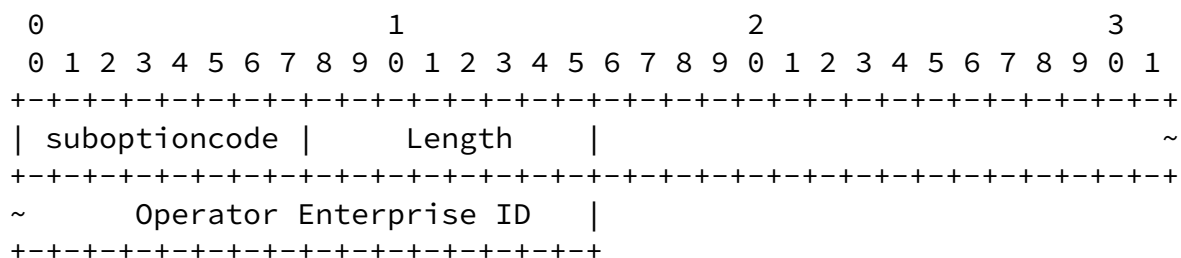 0                   1                   2                   3
 0 1 2 3 4 5 6 7 8 9 0 1 2 3 4 5 6 7 8 9 0 1 2 3 4 5 6 7 8 9 0 1
+-+-+-+-+-+-+-+-+-+-+-+-+-+-+-+-+-+-+-+-+-+-+-+-+-+-+-+-+-+-+-+-+
| suboptioncode |     Length    |                               ~
+-+-+-+-+-+-+-+-+-+-+-+-+-+-+-+-+-+-+-+-+-+-+-+-+-+-+-+-+-+-+-+-+
~      Operator Enterprise ID   |
+-+-+-+-+-+-+-+-+-+-+-+-+-+-+-+-+